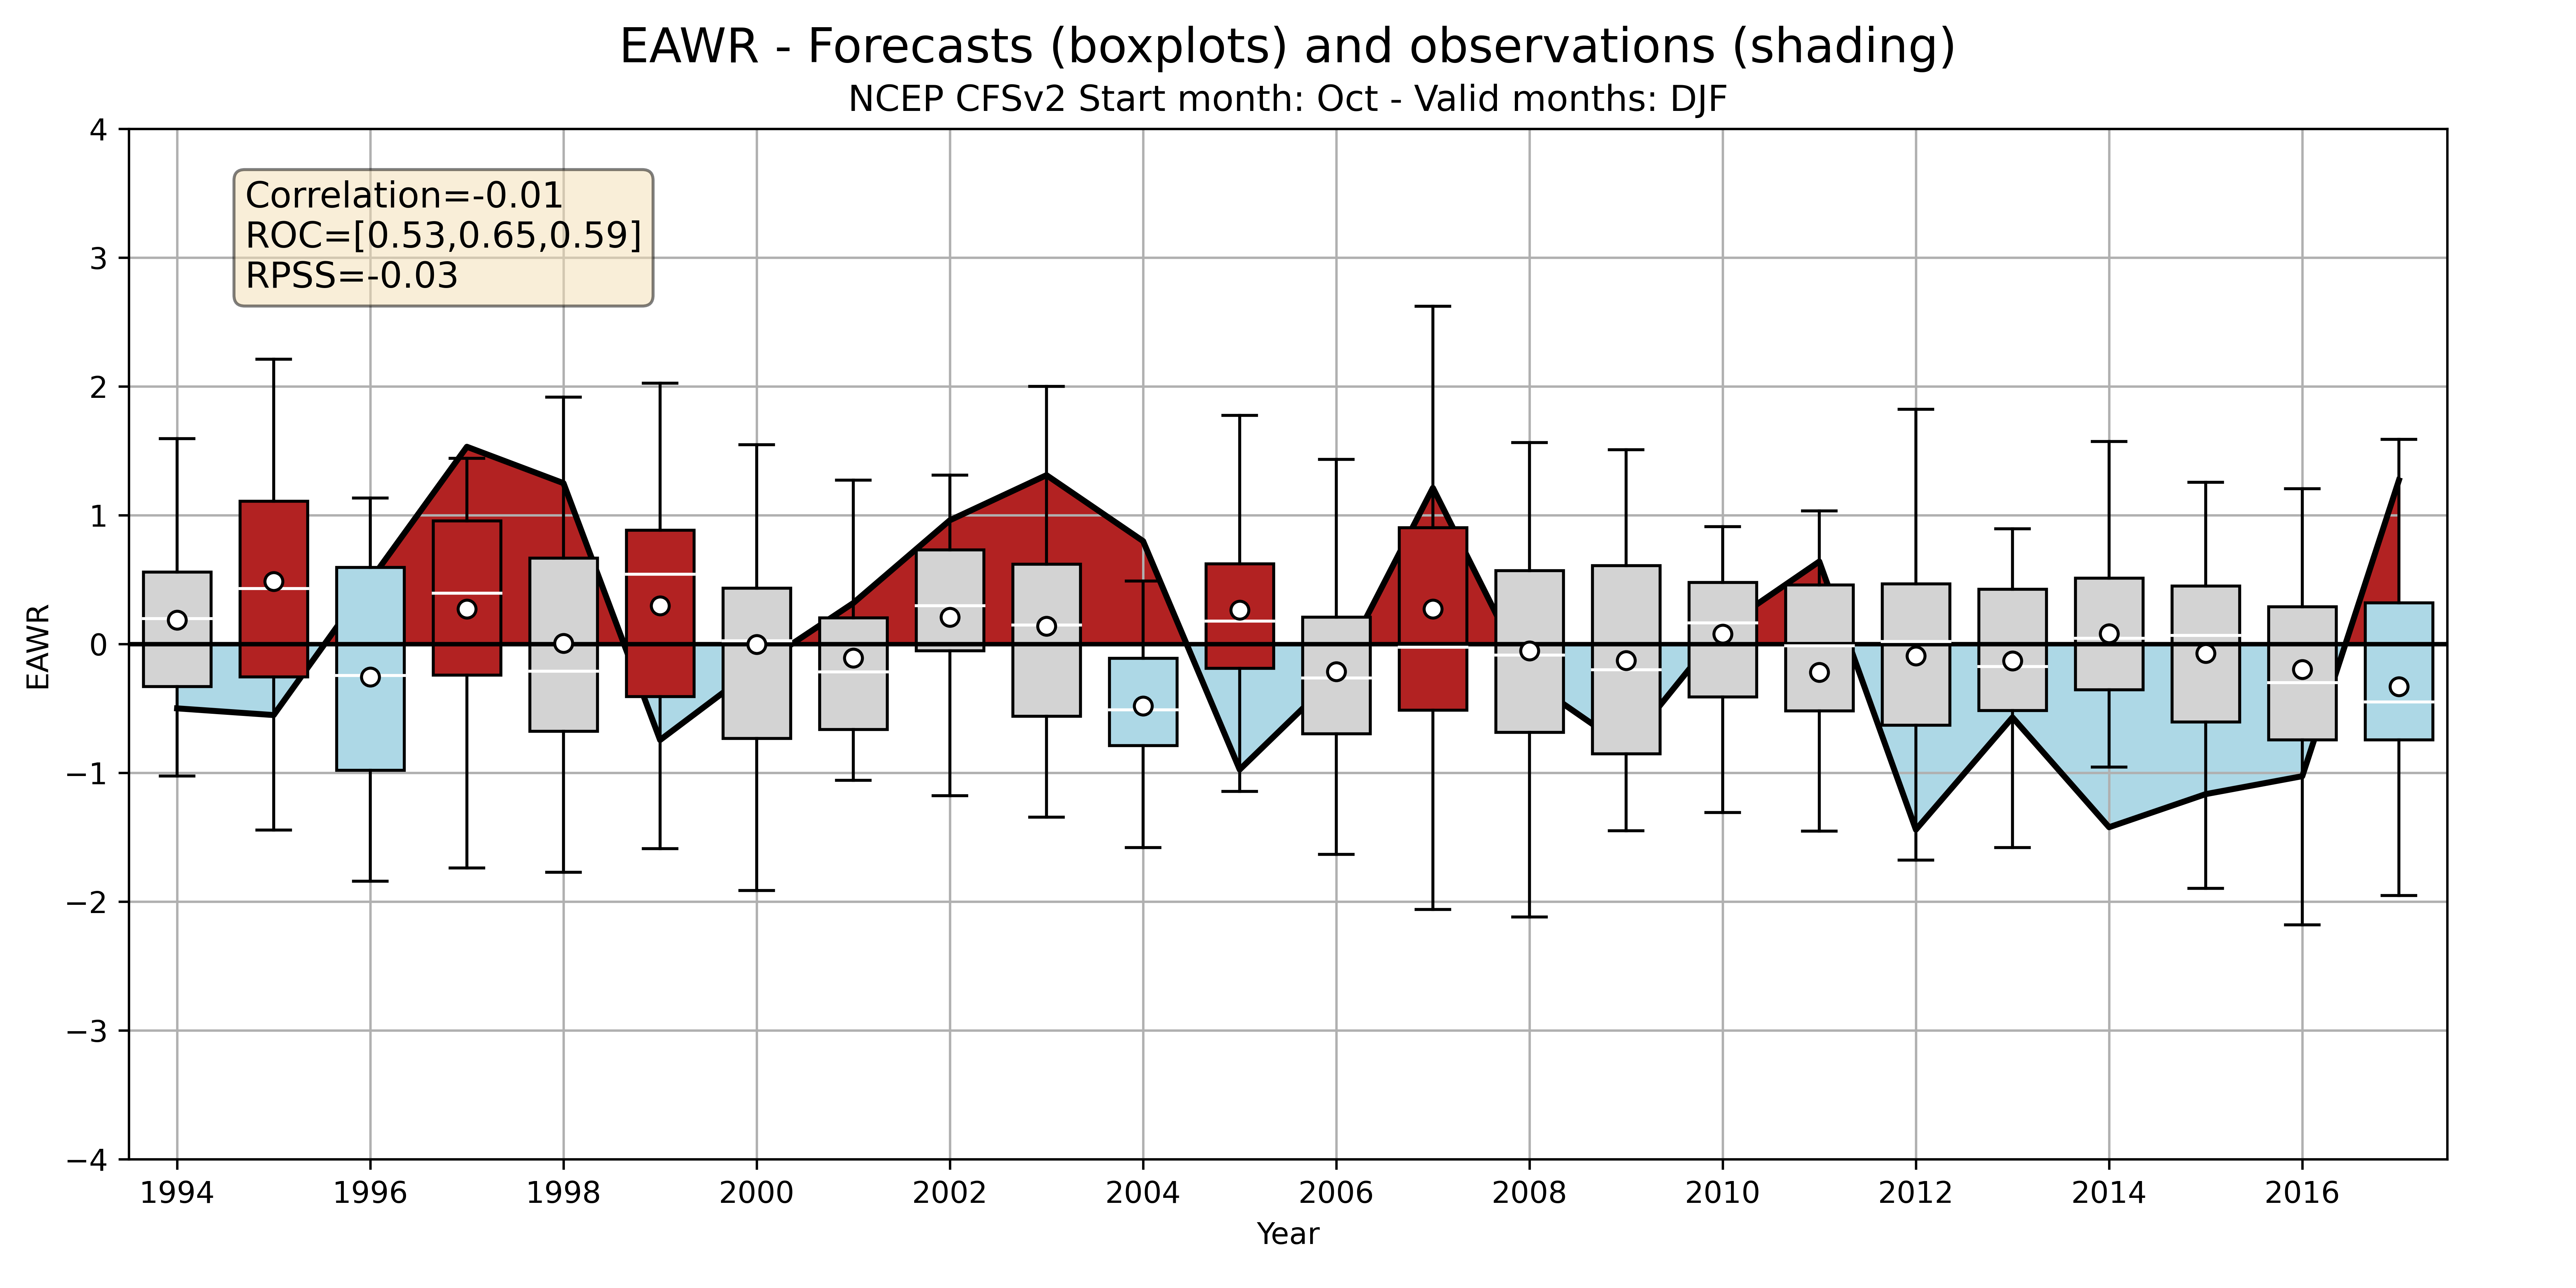 EAWR - Forecasts (boxplots) and observations (shading)
NCEP CFSv2 Start month: Oct - Valid months: DJF
Correlation=-0.01
ROC=[0.53,0.65,0.59]
RPSS=-0.03
EAWR
4
3
2
1
0
−1
−2
−3
−4
1994 1996 1998 2000 2002 2004 2006 2008 2010 2012 2014 2016
Year